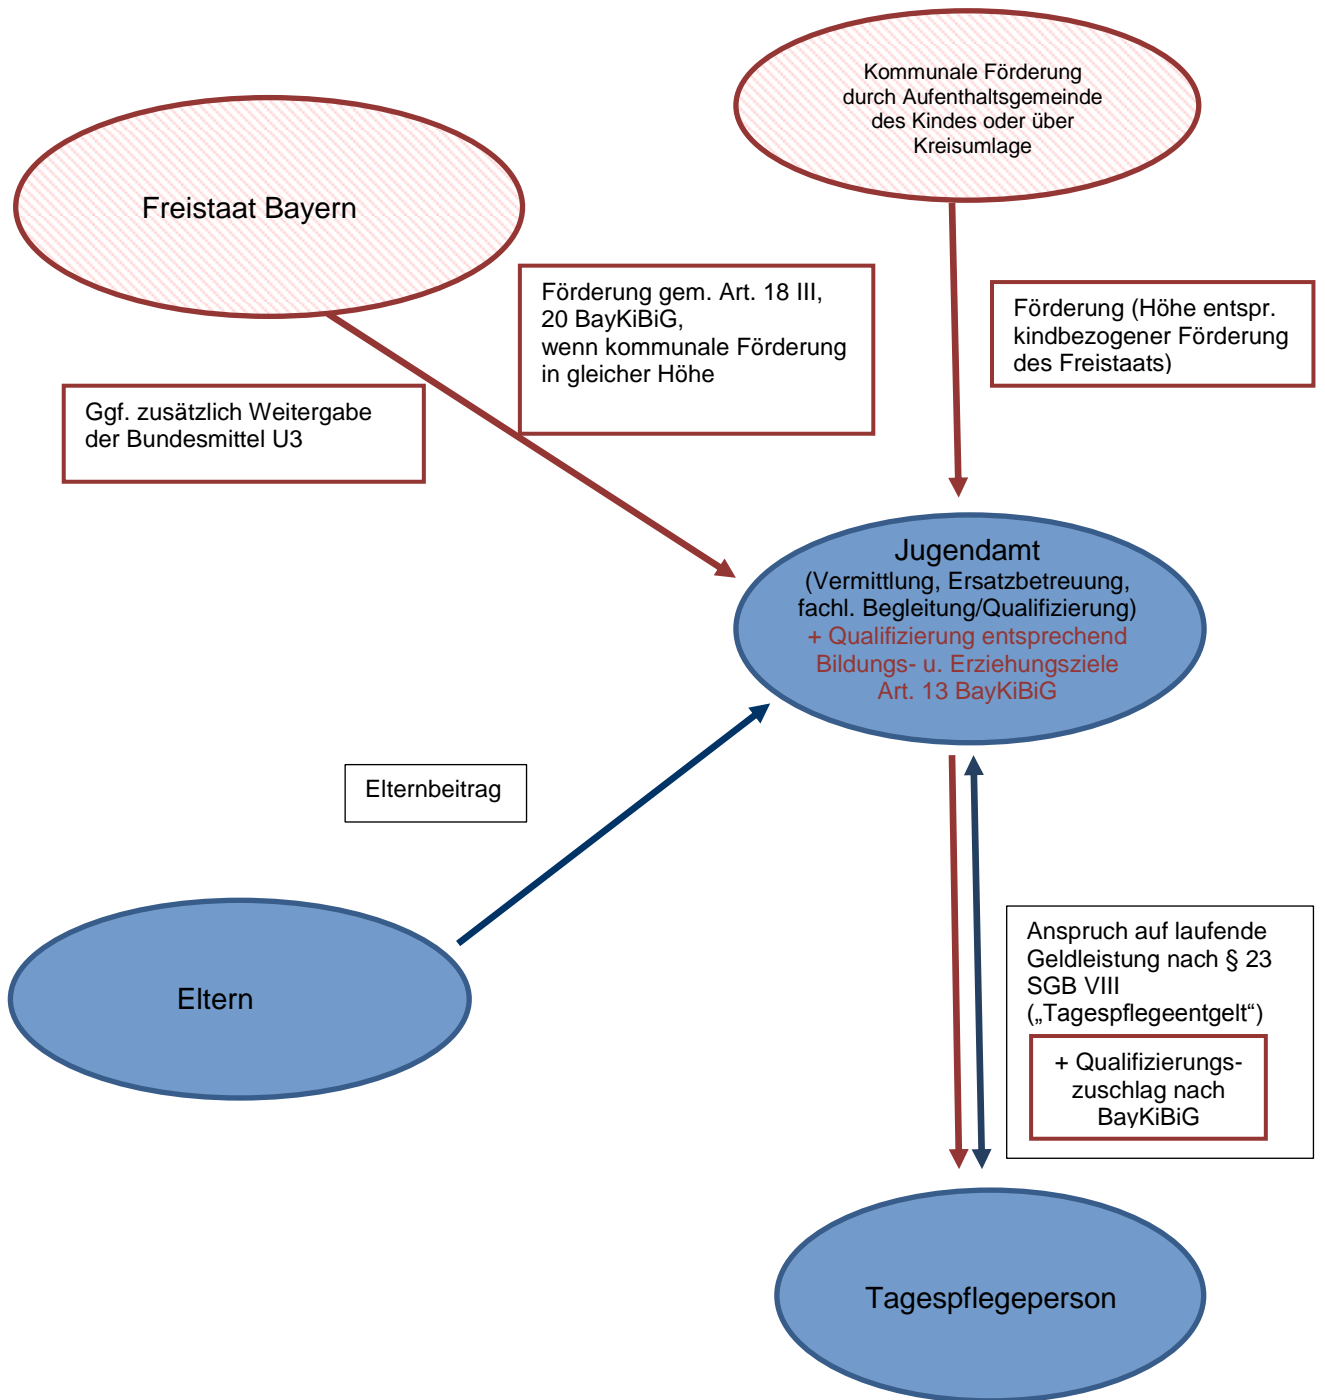 Kommunale Förderung
durch Aufenthaltsgemeinde
des Kindes oder über
Kreisumlage
Freistaat Bayern
Förderung gem. Art. 18 III,
20 BayKiBiG,
wenn kommunale Förderung
in gleicher Höhe
Förderung (Höhe entspr.
kindbezogener Förderung
des Freistaats)
Ggf. zusätzlich Weitergabe
der Bundesmittel U3
Jugendamt
(Vermittlung, Ersatzbetreuung,
fachl. Begleitung/Qualifizierung)
+ Qualifizierung entsprechend
Bildungs- u. Erziehungsziele
Art. 13 BayKiBiG
Elternbeitrag
Eltern
Anspruch auf laufende
Geldleistung nach § 23
SGB VIII
(„Tagespflegeentgelt“)
+ Qualifizierungs-
zuschlag nach
BayKiBiG
Tagespflegeperson